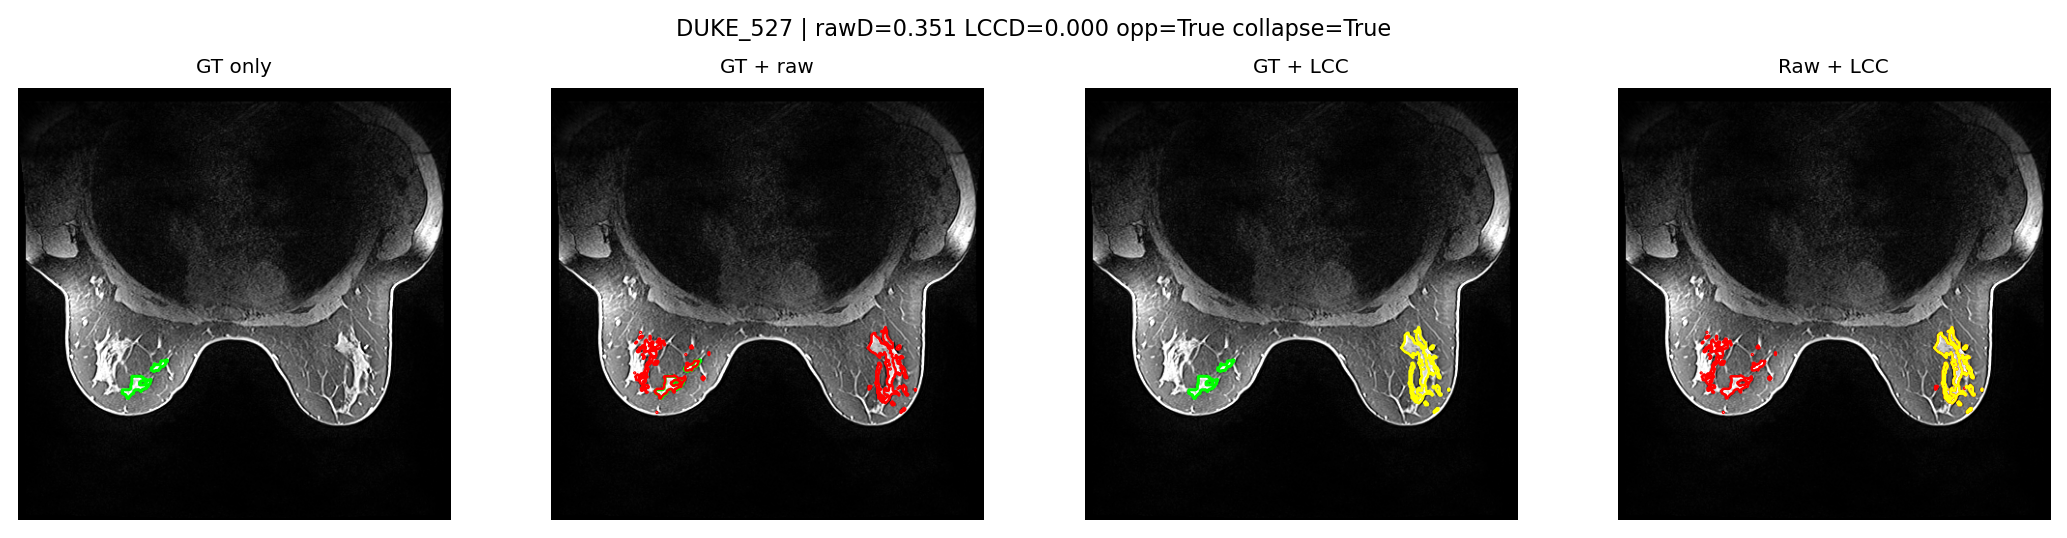 DUKE_527 | rawD=0.351 LCCD=0.000 opp=True collapse=True
GT only
GT + raw
GT + LCC
Raw + LCC